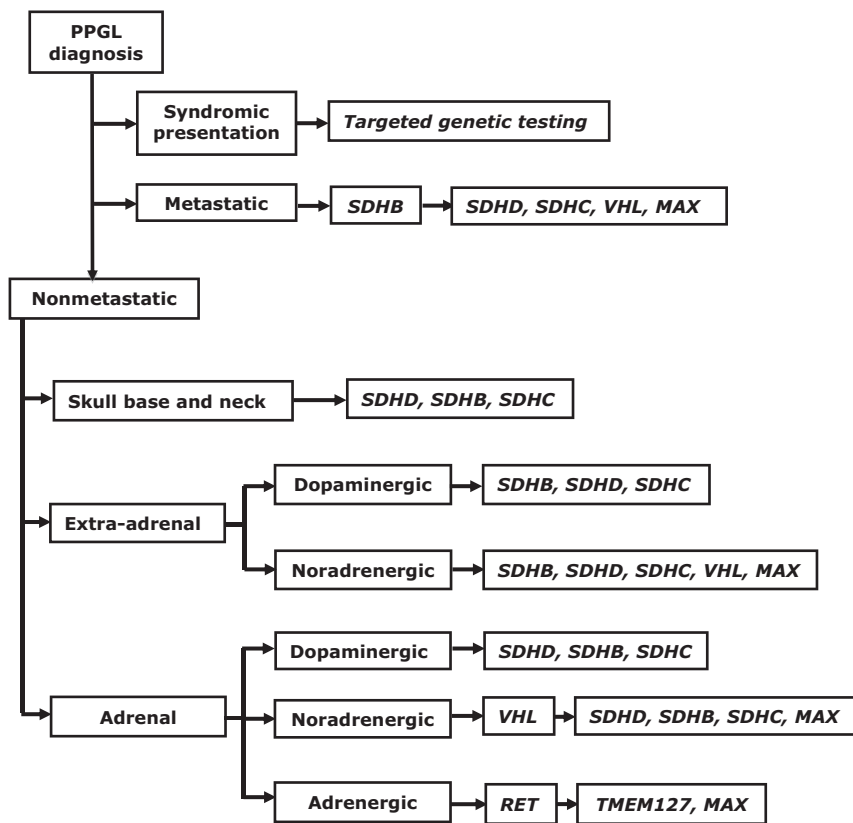 PPGL
diagnosis
Syndromic
presentation
Targeted genetic testing
Metastatic
SDHB
SDHD, SDHC, VHL, MAX
Nonmetastatic
Skull base and neck
SDHD, SDHB, SDHC
Extra-adrenal
Dopaminergic
SDHB, SDHD, SDHC
Noradrenergic
SDHB, SDHD, SDHC, VHL, MAX
Adrenal
Dopaminergic
SDHD, SDHB, SDHC
Noradrenergic
VHL
SDHD, SDHB, SDHC, MAX
Adrenergic
RET
TMEM127, MAX